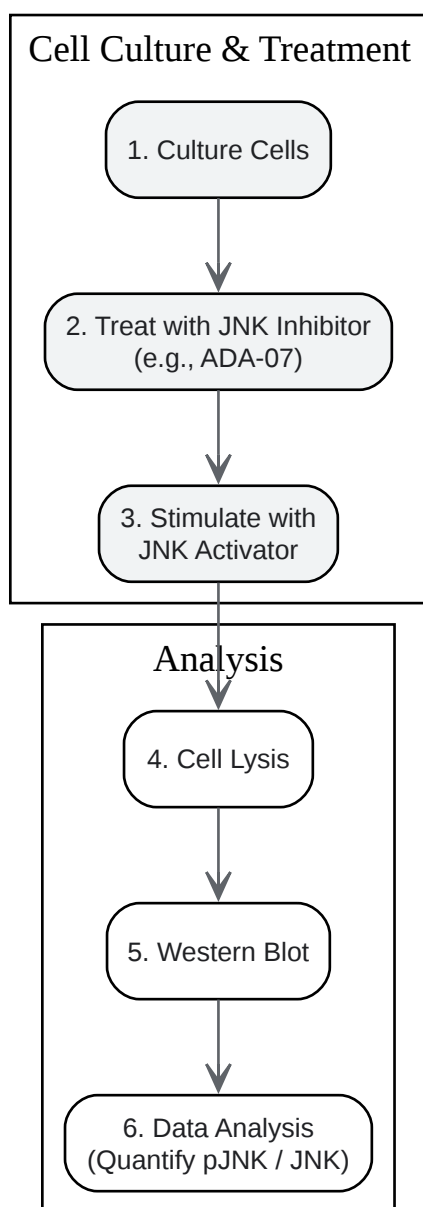 Cell Culture & Treatment
1. Culture Cells
2. Treat with JNK Inhibitor
(e.g., ADA-07)
3. Stimulate with
JNK Activator
Analysis
4. Cell Lysis
5. Western Blot
6. Data Analysis
(Quantify pJNK / JNK)